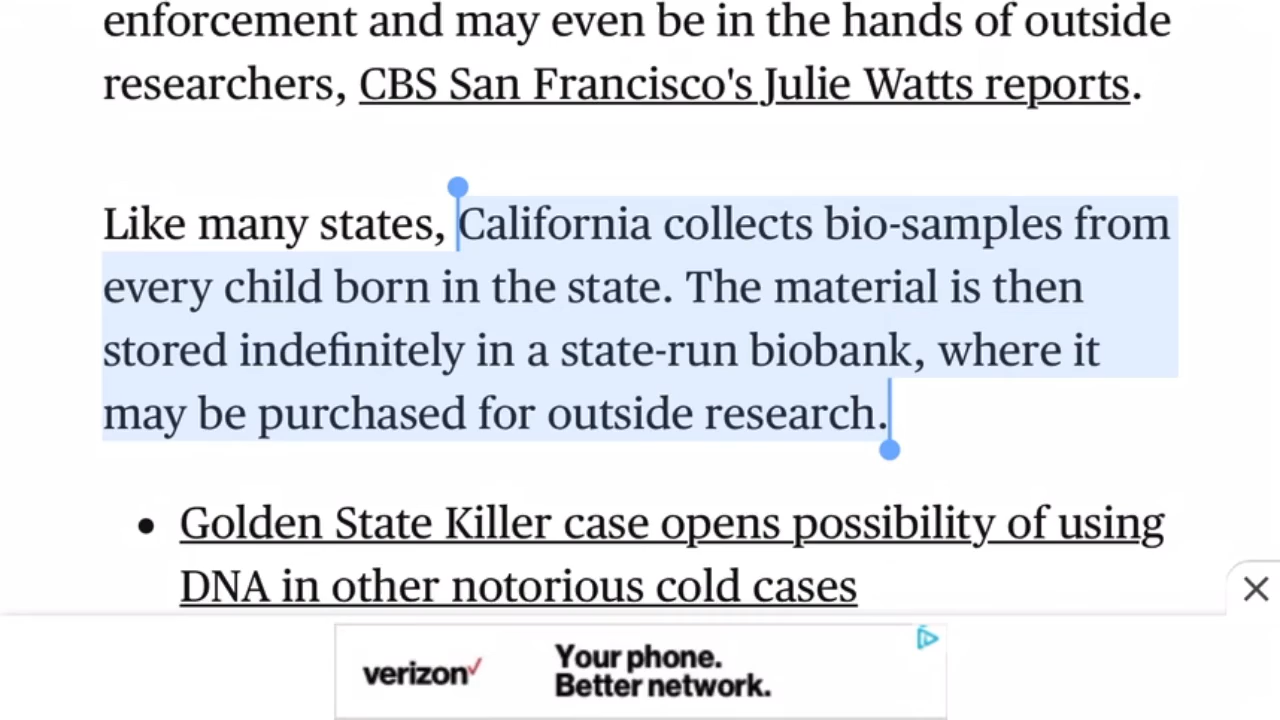 enforcement and may even be in the hands of outside
researchers, CBS San Francisco's Julie Watts reports.
Like many states, California collects bio-samples from
every child born in the state. The material is then
stored indefinitely in a state-run biobank, where it
may be purchased for outside research.
• Golden State Killer case opens possibility of using
DNA in other notorious cold cases
verizon
Your phone.
Better network.